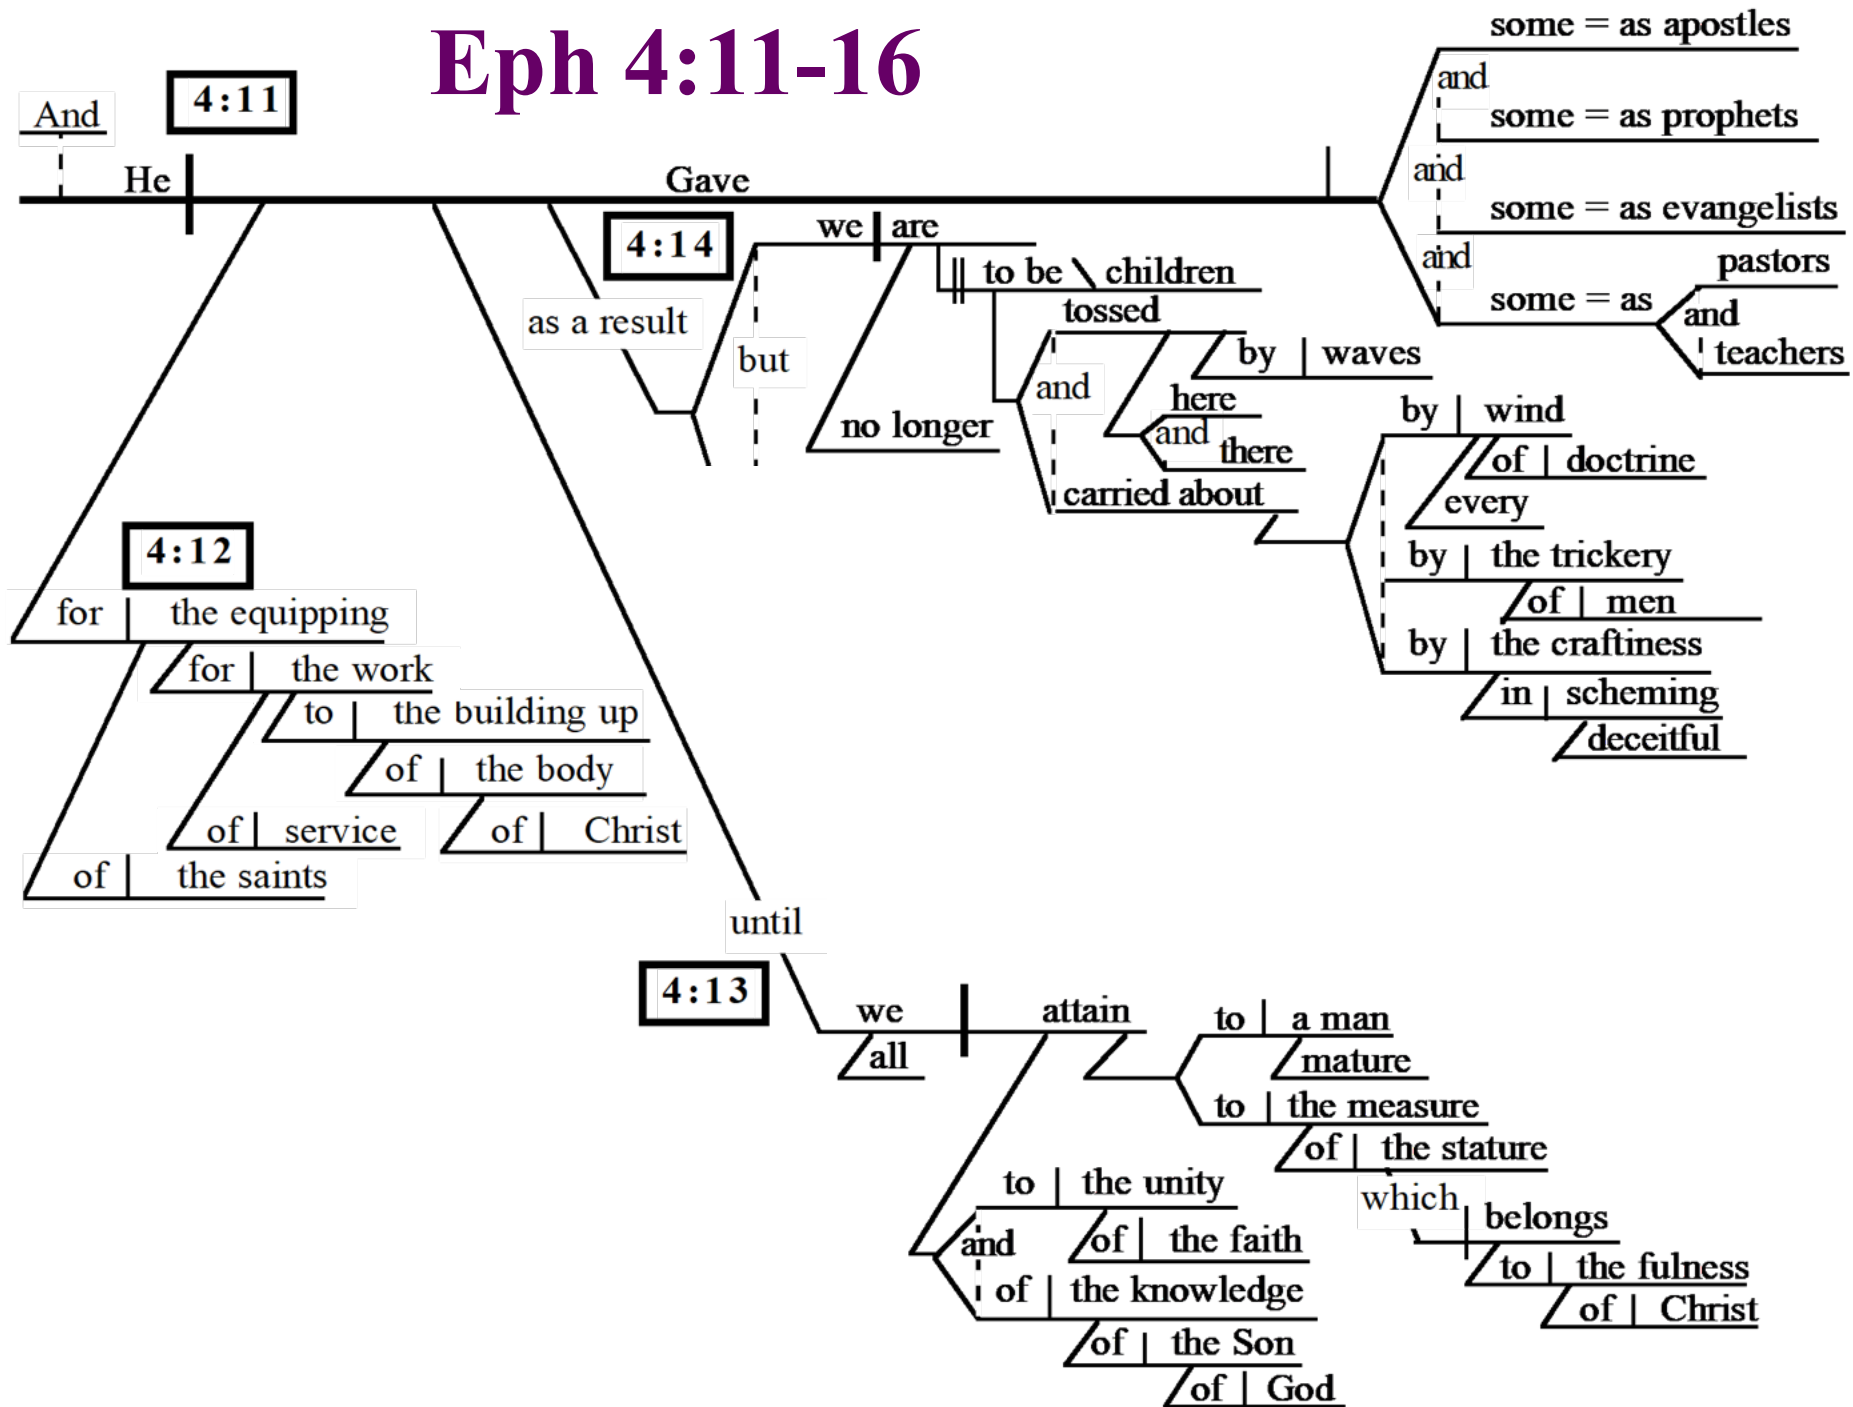 Eph 4:11-16
And
4:11
He Gave
some = as apostles
and
some = as prophets
and
some = as evangelists
and
some = as
pastors
and
teachers
4:14
as a result
but
we are
to be children
no longer
tossed
by waves
and
here
and
there
carried about
by wind
of doctrine
every
by the trickery
of men
by the craftiness
in scheming
deceitful
4:12
for the equipping
for the work
to the building up
of the body
of Christ
of service
of the saints
until
4:13
we attain
all
to a man
mature
to the measure
of the stature
which
belongs
to the fulness
of Christ
to the unity
of the faith
and
of the knowledge
of the Son
of God